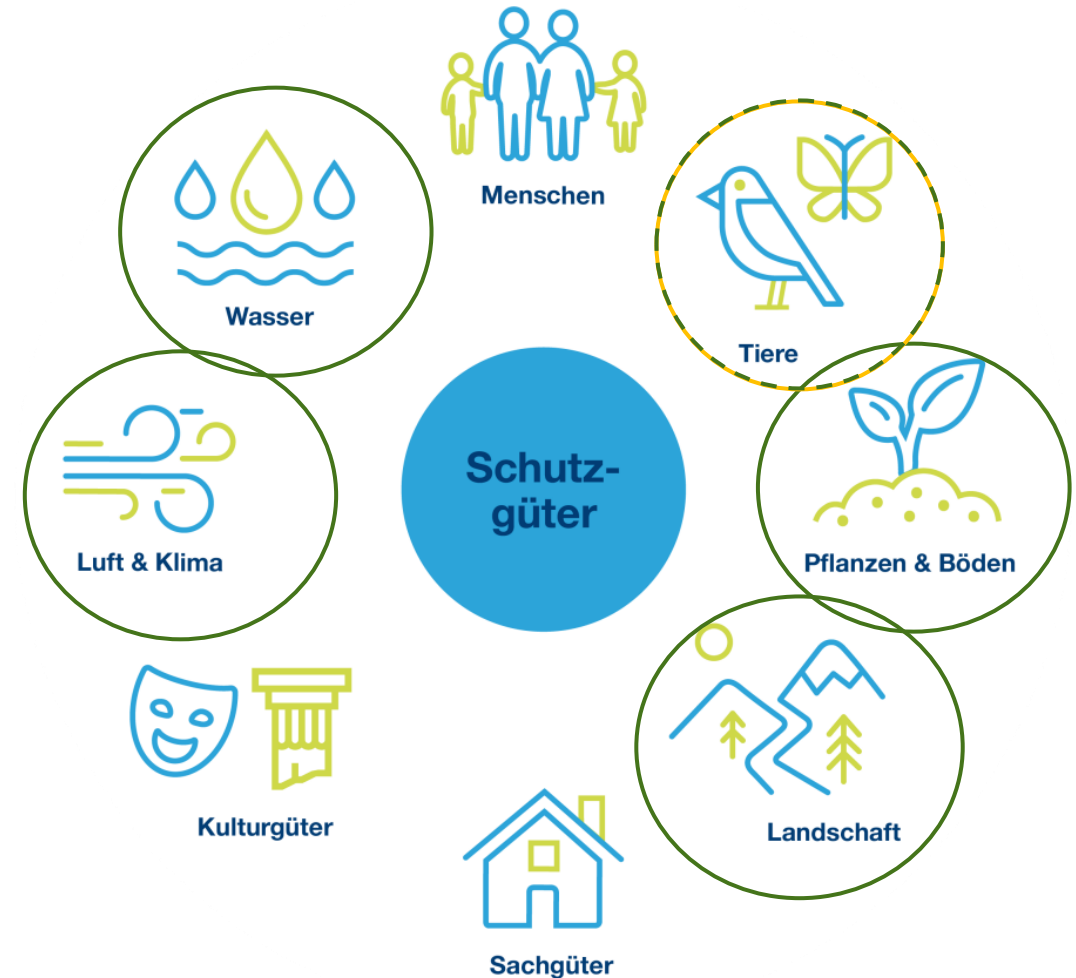 Menschen
Wasser
Tiere
Schutz-
güter
Luft & Klima
Pflanzen & Böden
Kulturgüter
Landschaft
Sachgüter